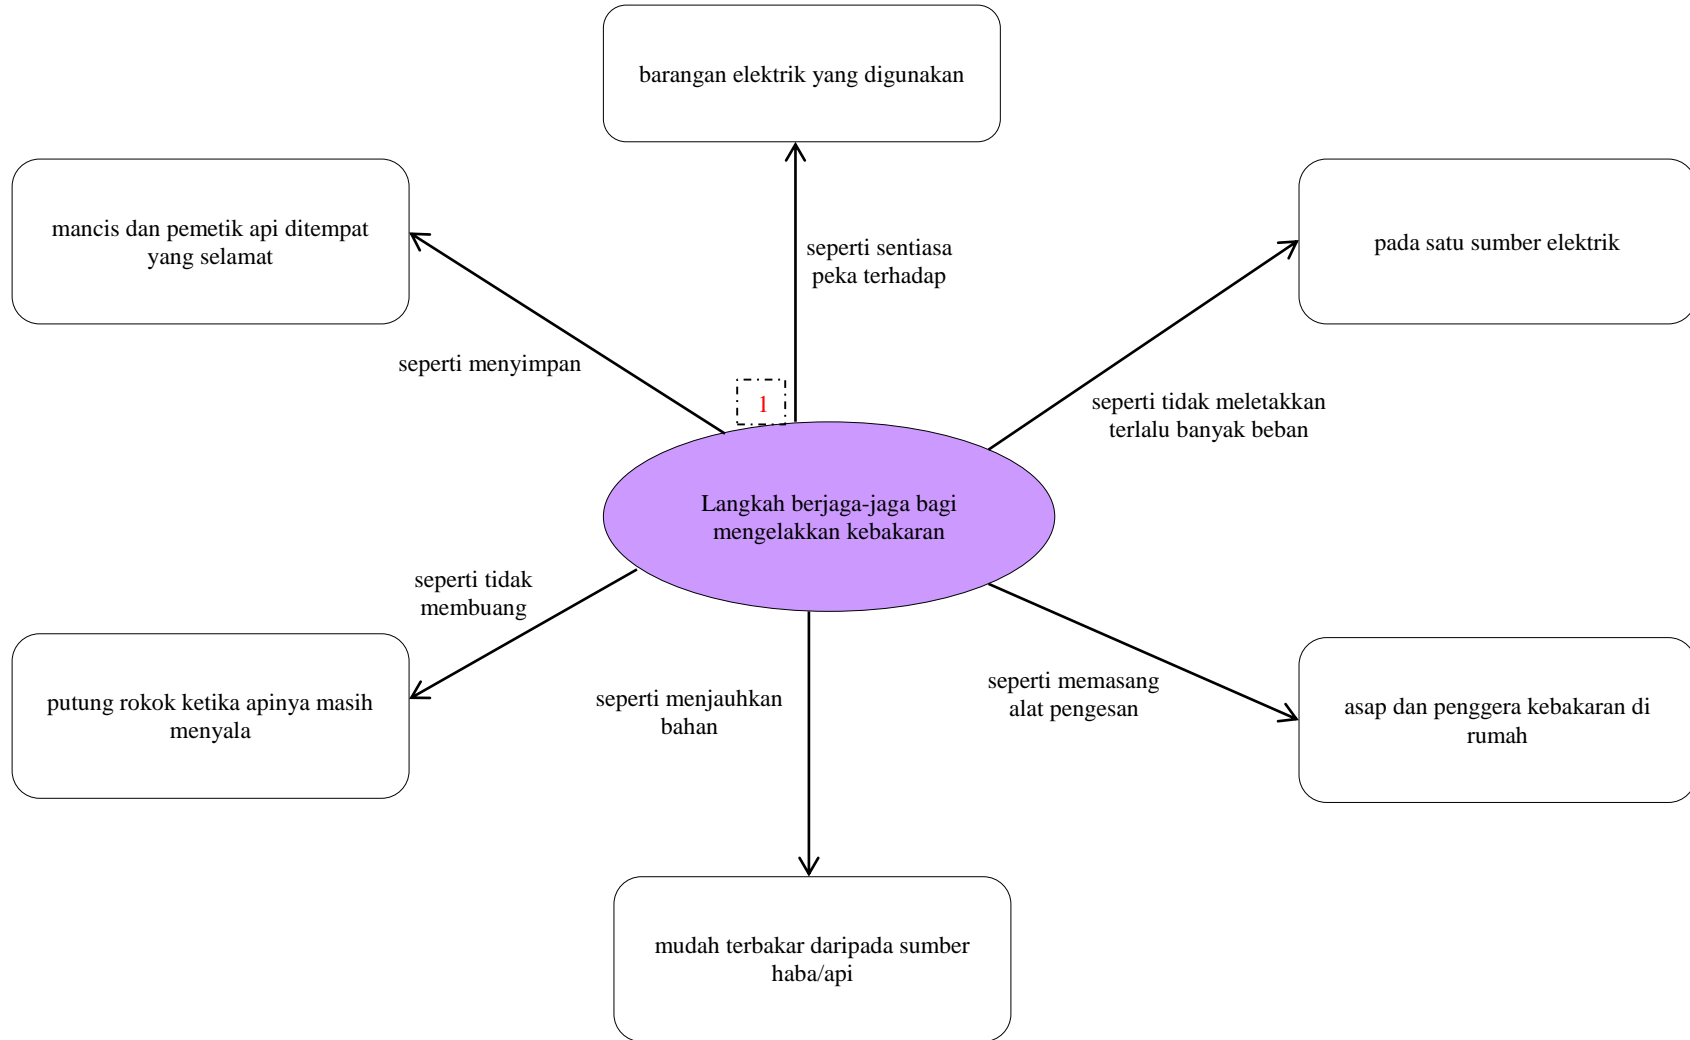 barangan elektrik yang digunakan
mancis dan pemetik api ditempat
yang selamat
pada satu sumber elektrik
seperti sentiasa
peka terhadap
seperti menyimpan
1
seperti tidak meletakkan
terlalu banyak beban
Langkah berjaga-jaga bagi
mengelakkan kebakaran
seperti tidak
membuang
putung rokok ketika apinya masih
menyala
seperti menjauhkan
bahan
seperti memasang
alat pengesan
asap dan penggera kebakaran di
rumah
mudah terbakar daripada sumber
haba/api